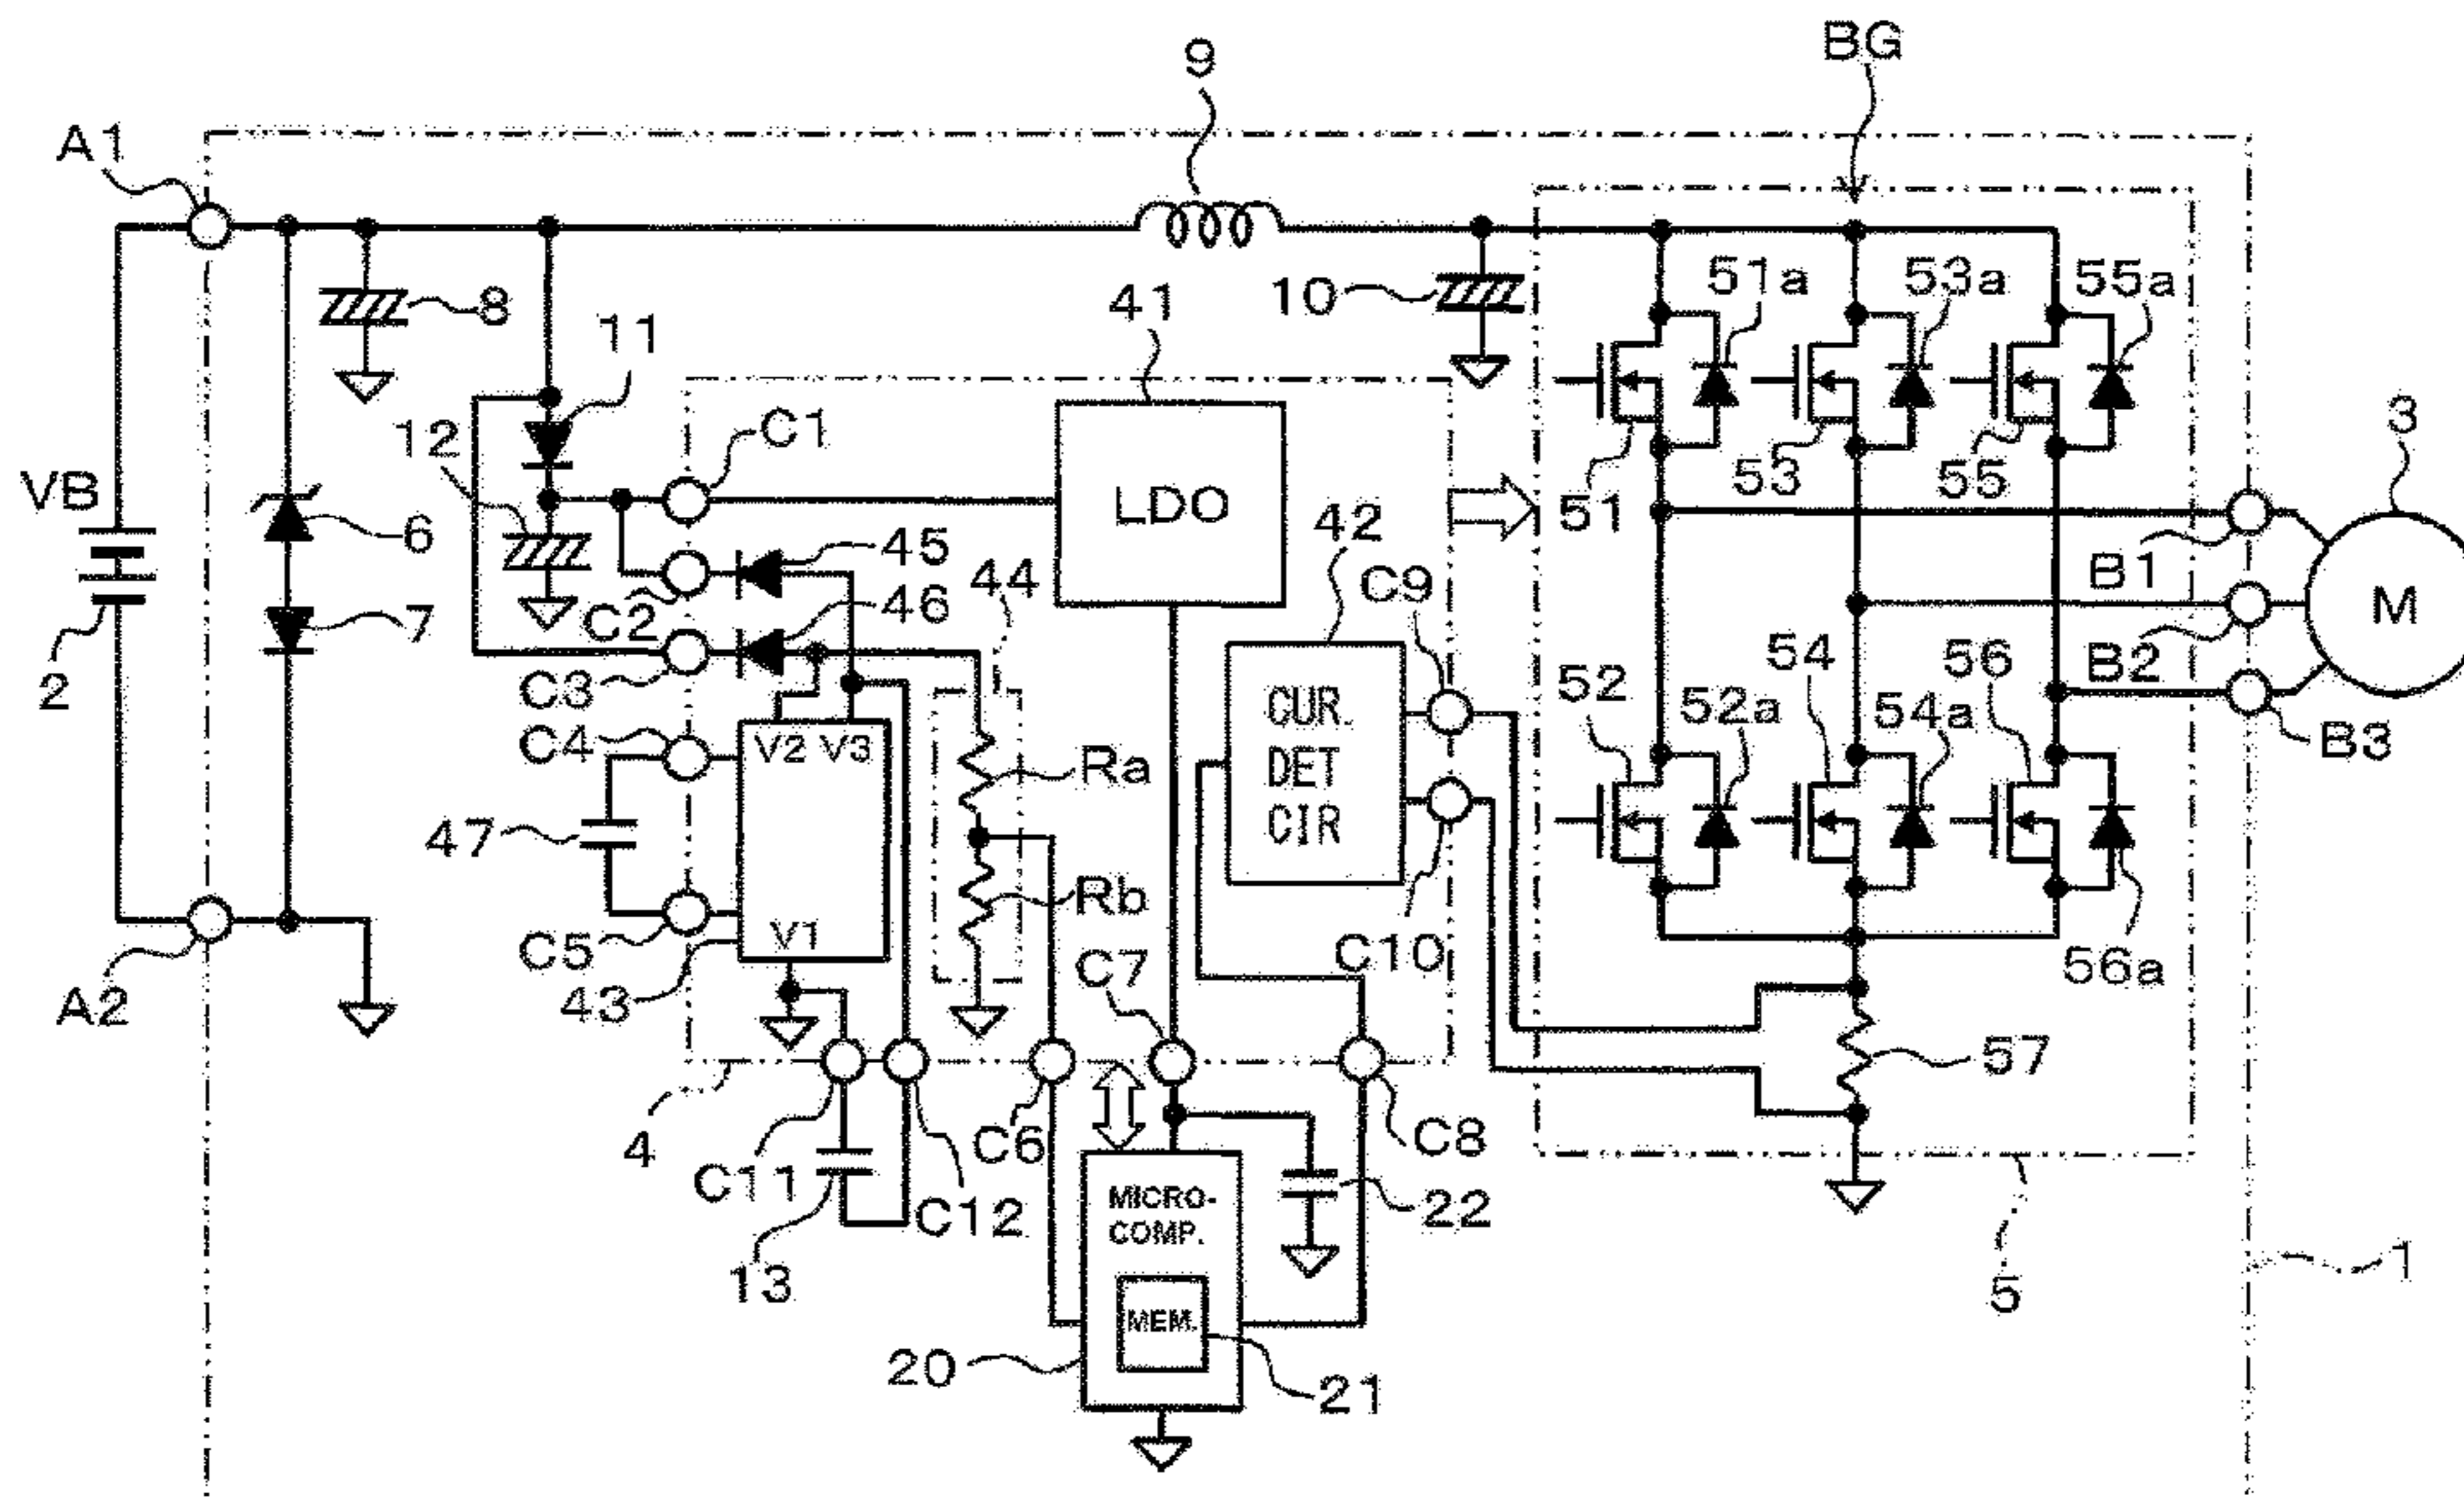 BG
9
A1
51a
53a
55a
8
10
41
11
3
C1
12
VB
51
53
55
LDO
42
45
44
C9
6
B1
M
C2
46
7
54
56
B2
2
C3
52
52a
54a
CUR.
DET
CIR
C4
V2
V3
B3
Ra
47
Rb
C5
V1
C10
C7
56a
43
A2
57
4
C6
C8
C11
C12
MICRO-
COMP.
22
13
1
5
MEM.
20
21